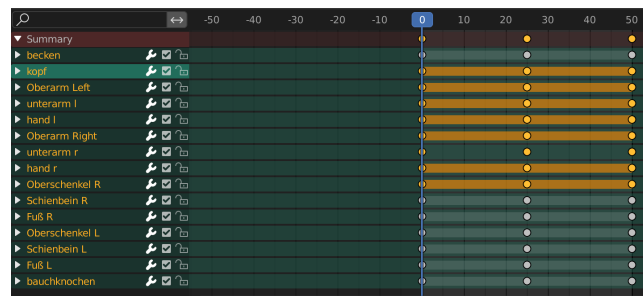 -50 -40 -30 -20 -10 0 10 20 30 40 50
Summary
becken
kopf
Oberarm Left
unterarm l
hand l
Oberarm Right
unterarm r
hand r
Oberschenkel R
Schienbein R
Fuß R
Oberschenkel L
Schienbein L
Fuß L
bauchknochen